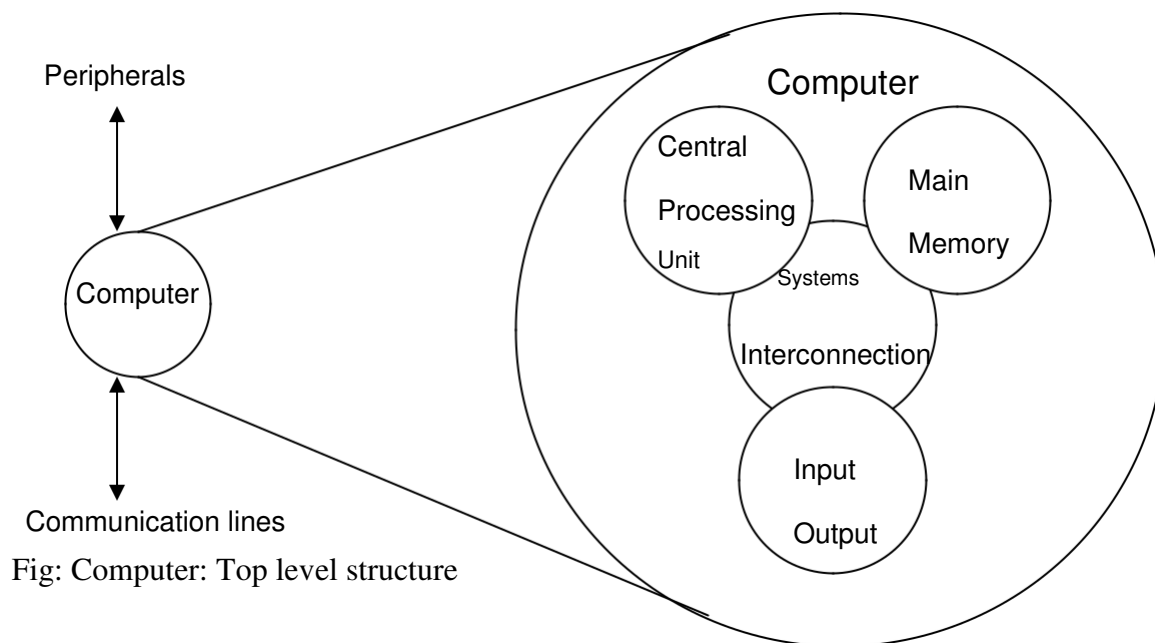 Peripherals
Computer
Communication lines
Fig: Computer: Top level structure
Computer
Central
Processing
Unit
Main
Memory
Systems
Interconnection
Input
Output